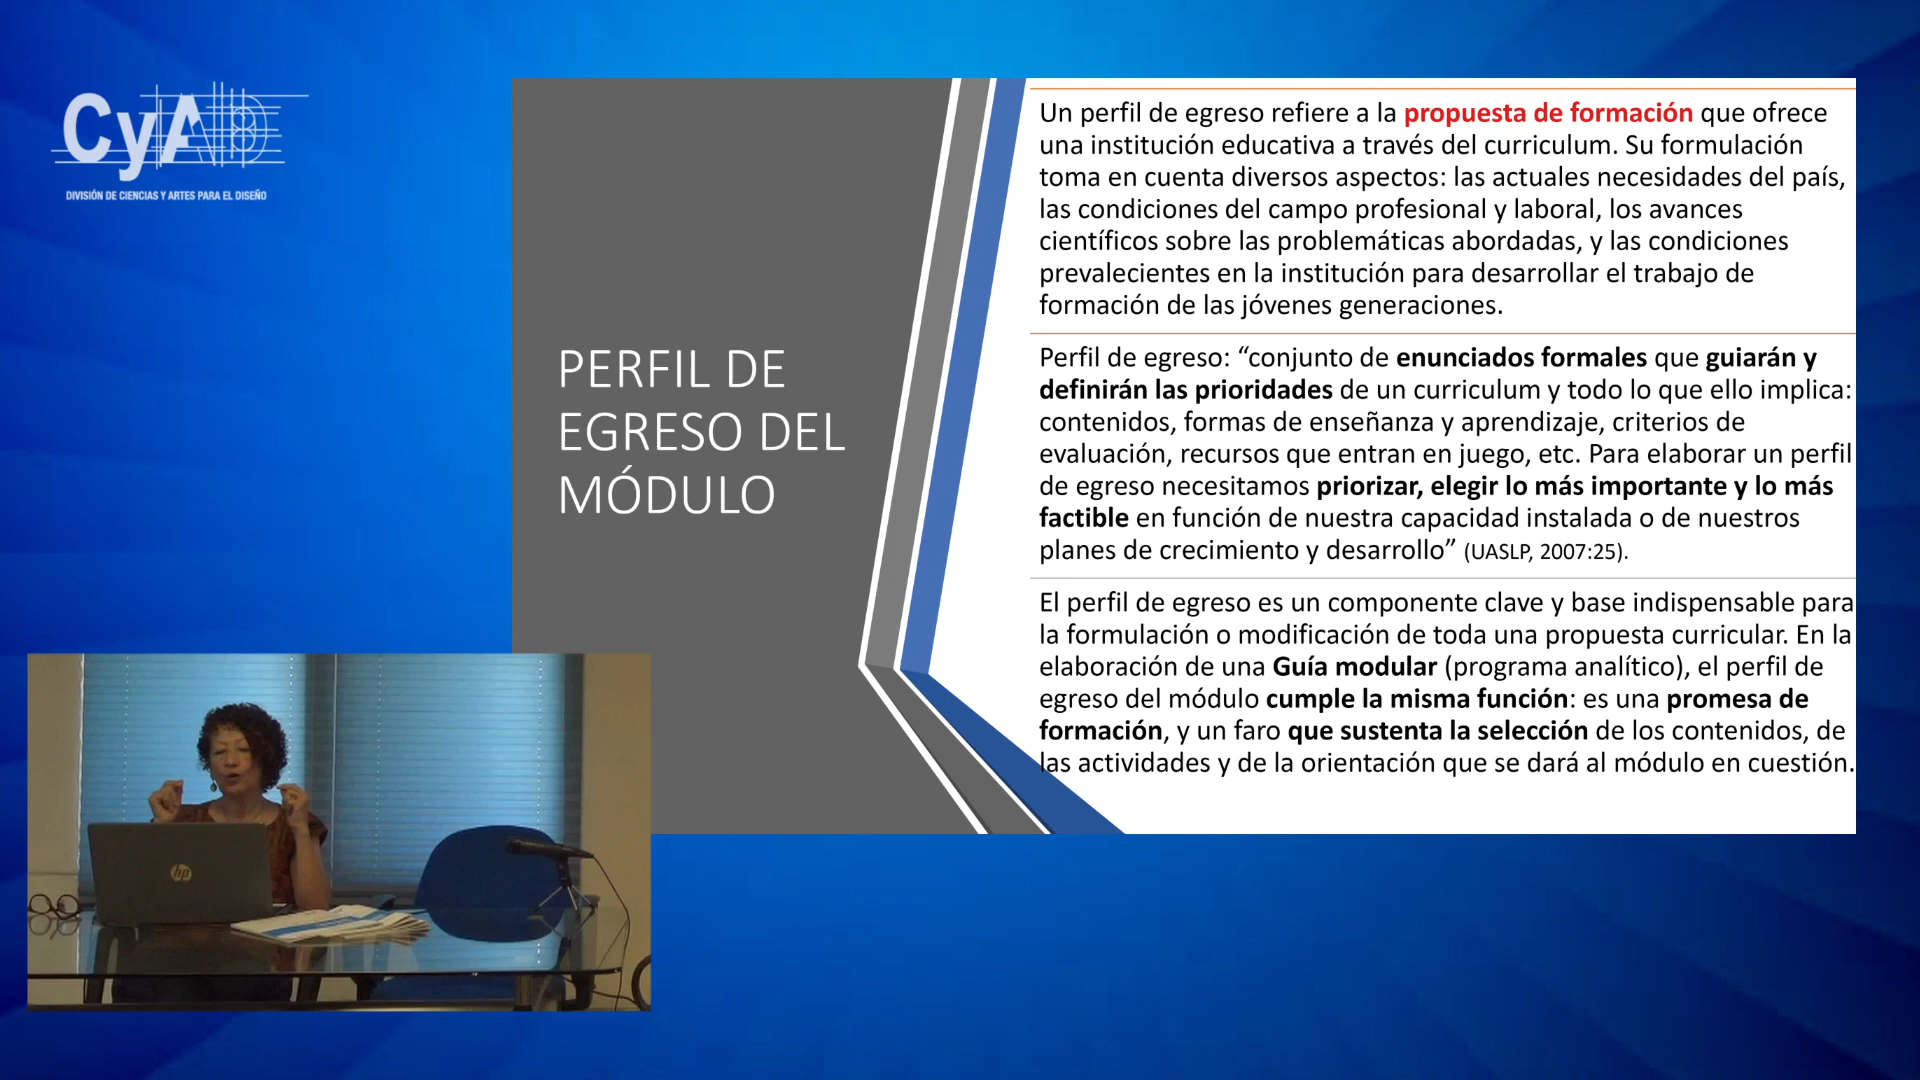 CyAD
DIVISIÓN DE CIENCIAS Y ARTES PARA EL DISEÑO
PERFIL DE
EGRESO DEL
MÓDULO
Un perfil de egreso refiere a la propuesta de formación que ofrece
una institución educativa a través del curriculum. Su formulación
toma en cuenta diversos aspectos: las actuales necesidades del país,
las condiciones del campo profesional y laboral, los avances
científicos sobre las problemáticas abordadas, y las condiciones
prevalecientes en la institución para desarrollar el trabajo de
formación de las jóvenes generaciones.
Perfil de egreso: “conjunto de enunciados formales que guiarán y
definirán las prioridades de un curriculum y todo lo que ello implica:
contenidos, formas de enseñanza y aprendizaje, criterios de
evaluación, recursos que entran en juego, etc. Para elaborar un perfil
de egreso necesitamos priorizar, elegir lo más importante y lo más
factible en función de nuestra capacidad instalada o de nuestros
planes de crecimiento y desarrollo” (UASLP, 2007:25).
El perfil de egreso es un componente clave y base indispensable para
la formulación o modificación de toda una propuesta curricular. En la
elaboración de una Guía modular (programa analítico), el perfil de
egreso del módulo cumple la misma función: es una promesa de
formación, y un faro que sustenta la selección de los contenidos, de
las actividades y de la orientación que se dará al módulo en cuestión.
hp